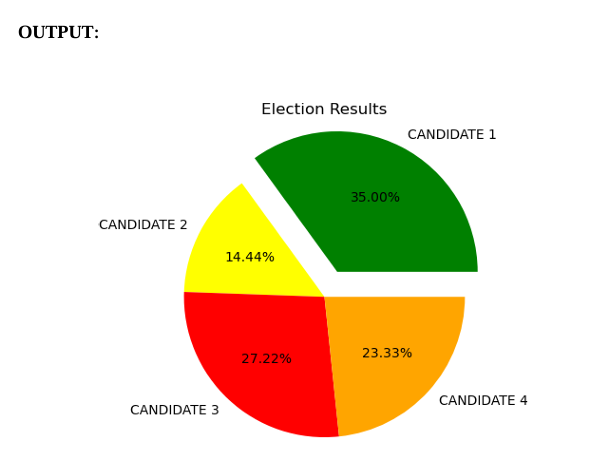 OUTPUT:
Election Results
CANDIDATE 1
35.00%
CANDIDATE 2
14.44%
27.22%
23.33%
CANDIDATE 3
CANDIDATE 4